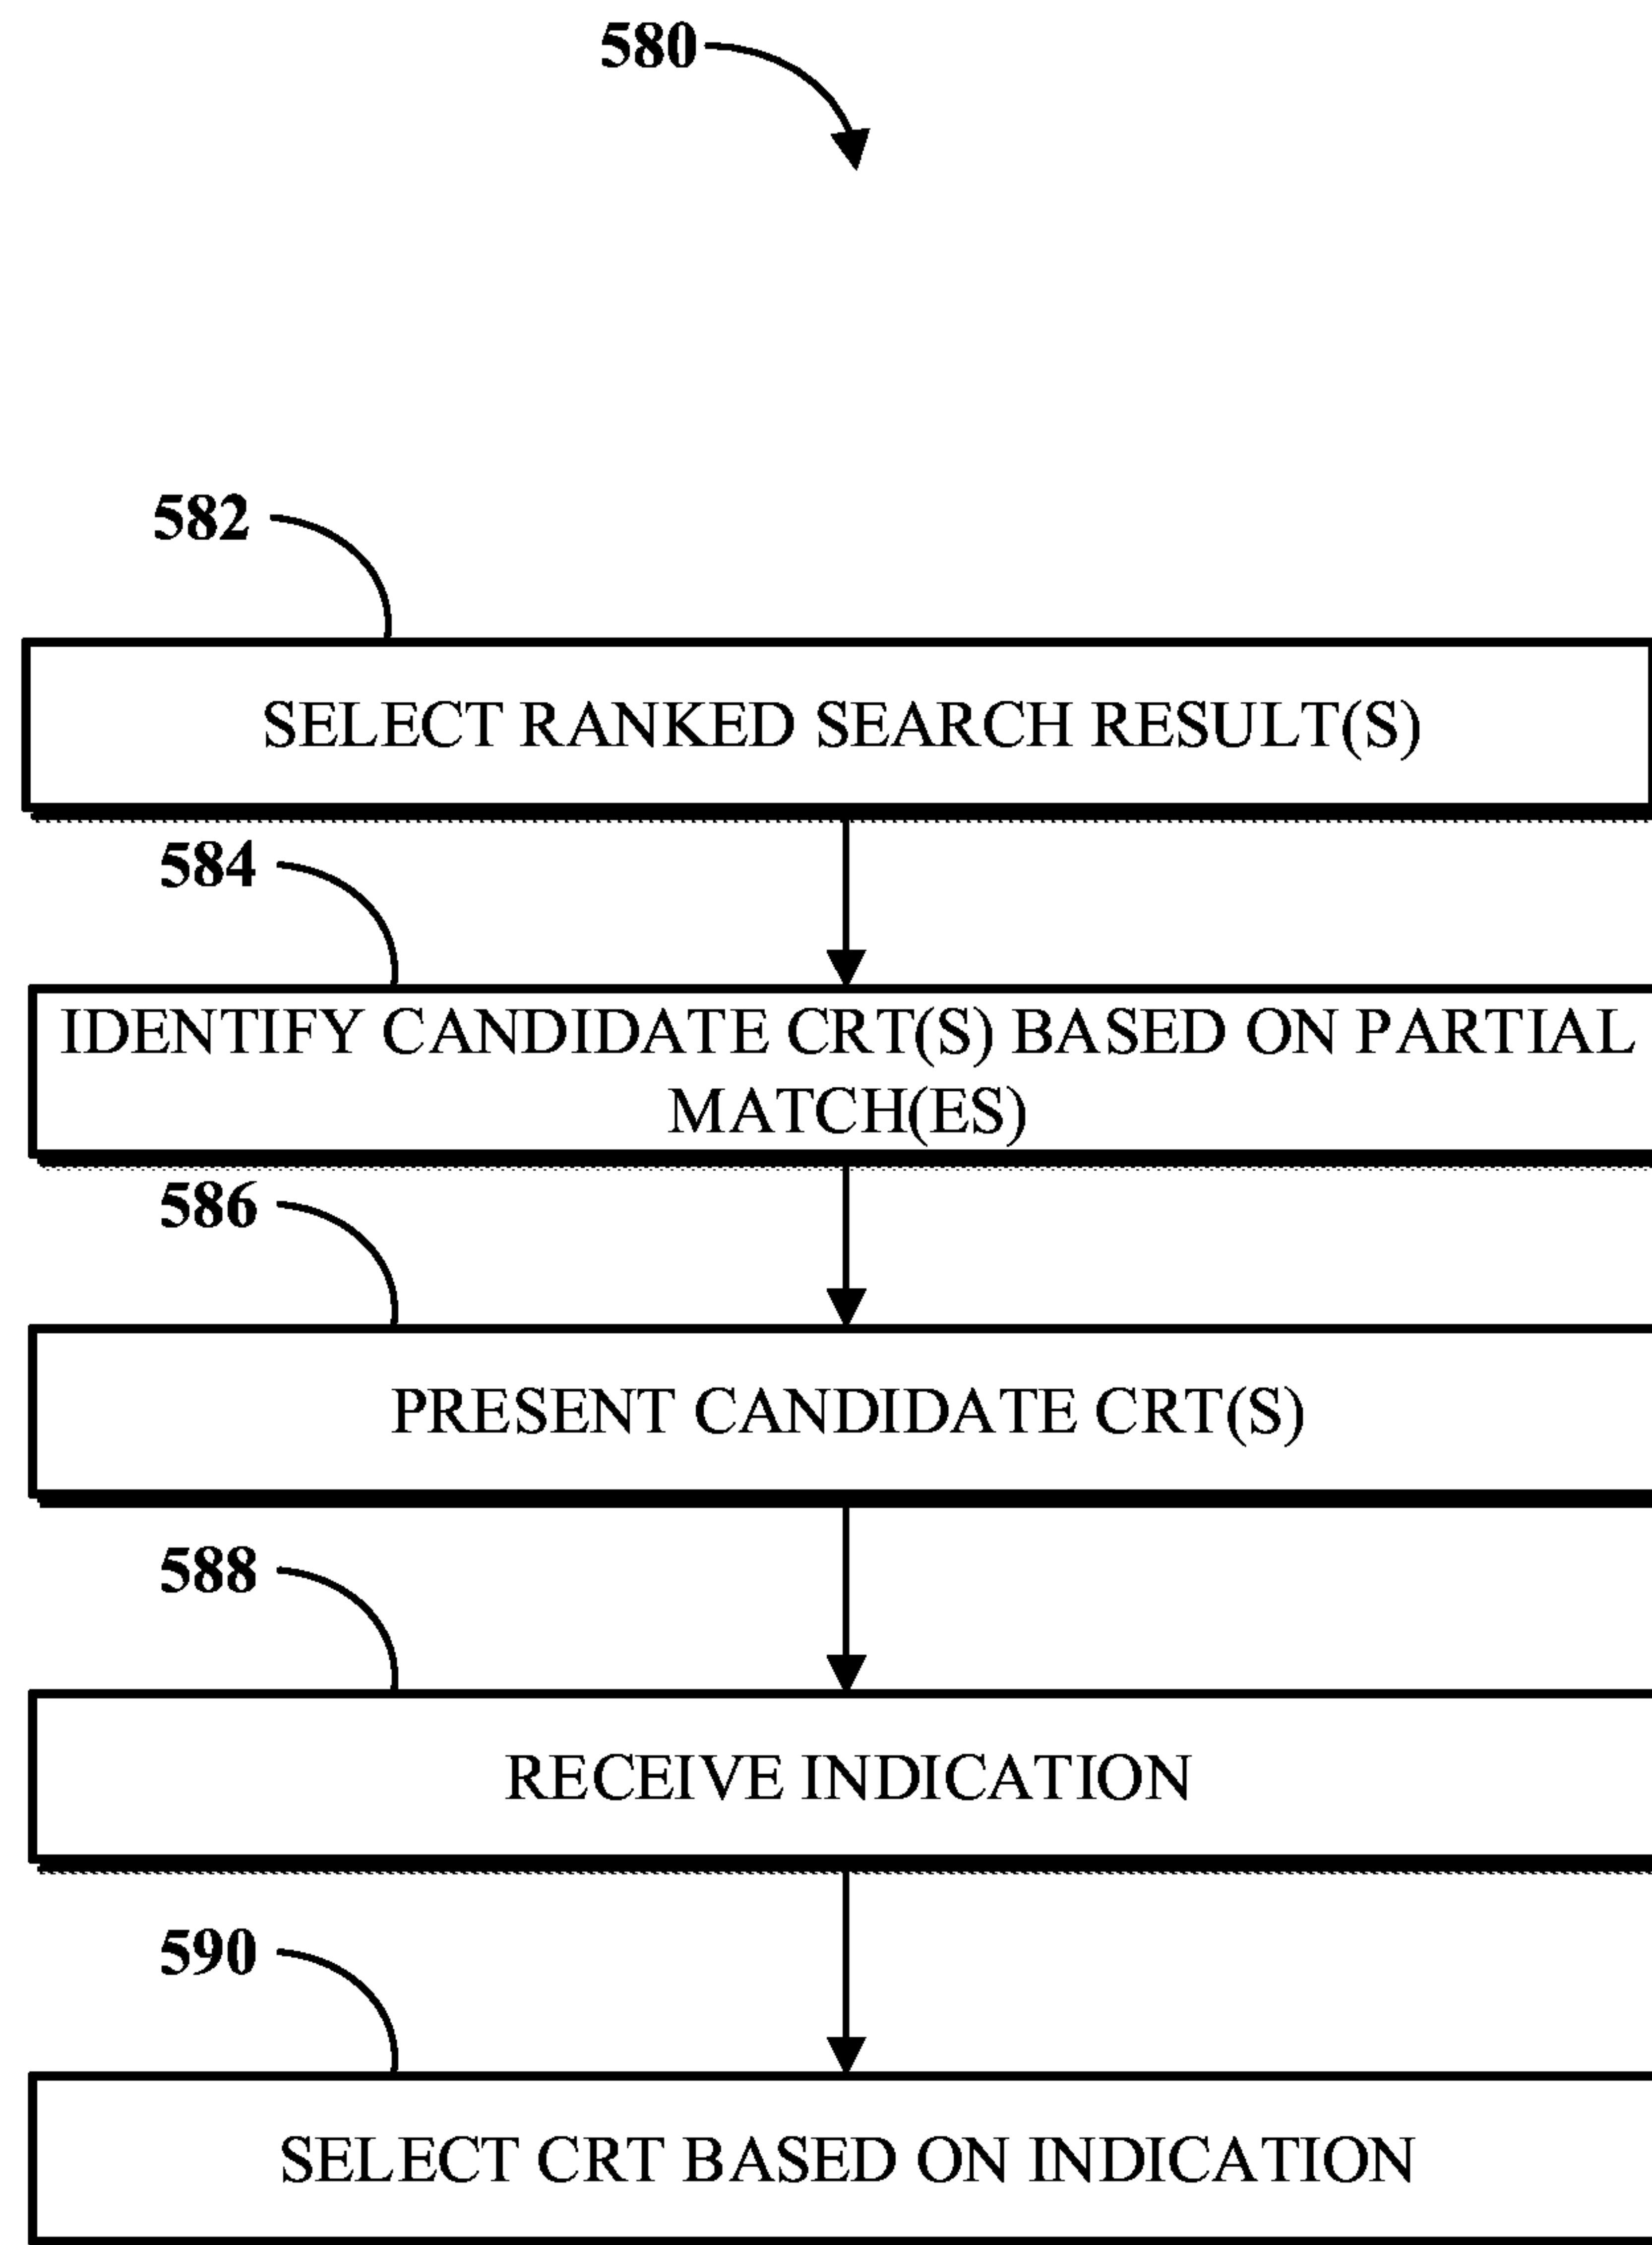 580
582
SELECT RANKED SEARCH RESULT(S)
584
IDENTIFY CANDIDATE CRT(S) BASED ON PARTIAL
MATCH(ES)
586
PRESENT CANDIDATE CRT(S)
588
RECEIVE INDICATION
590
SELECT CRT BASED ON INDICATION